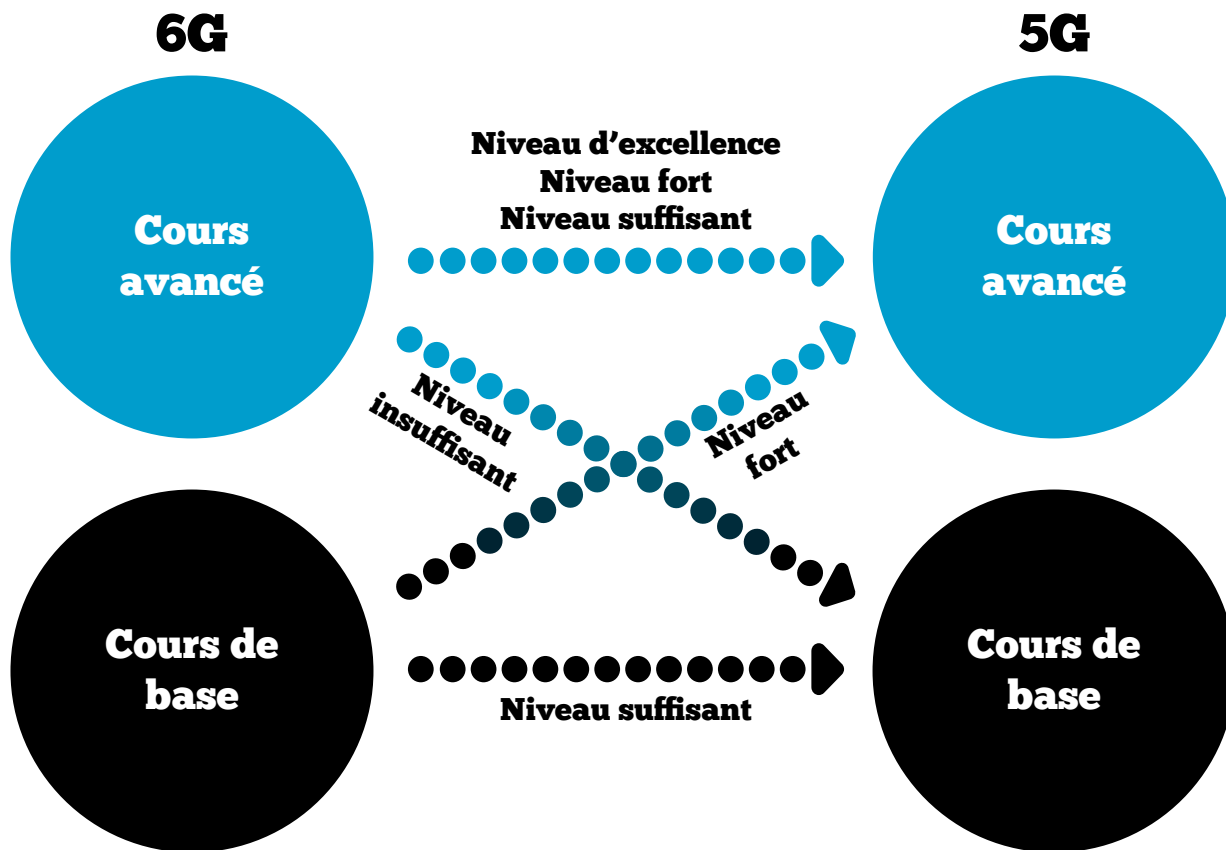 6G
5G
Niveau d’excellence
Niveau fort
Niveau suffisant
Cours
avancé
Cours
avancé
Niveau
insuffisant
Niveau
fort
Cours de
base
Cours de
base
Niveau suffisant